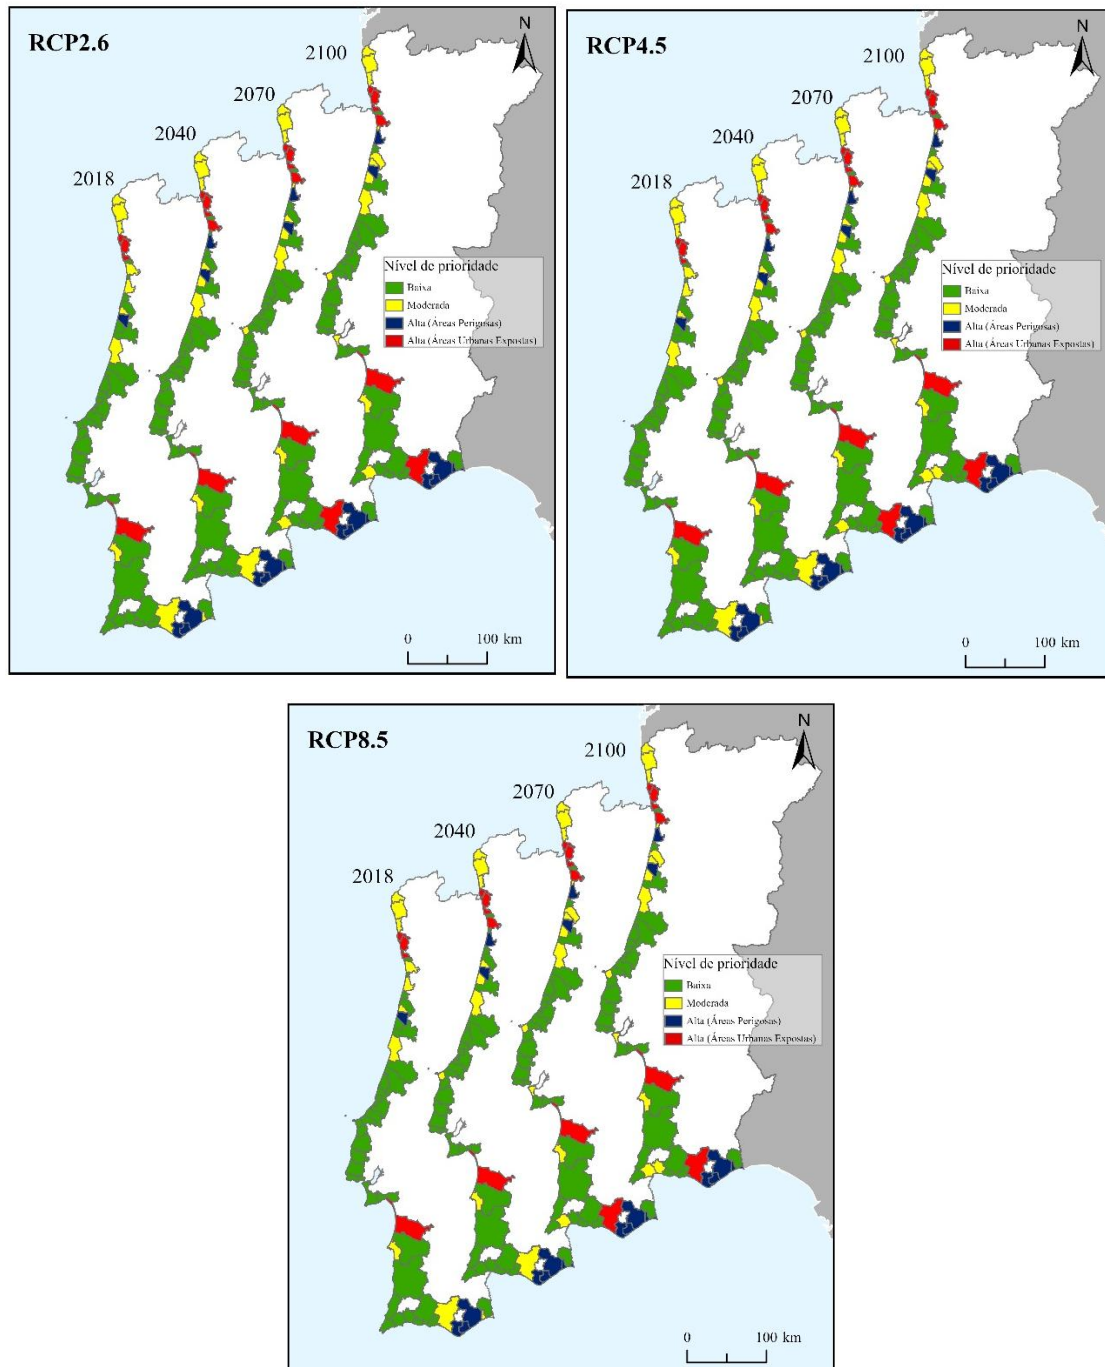 RCP2.6
N
2100
2070
2040
2018
Nível de prioridade
Baixa
Moderada
Alta (Áreas Perigosas)
Alta (Áreas Urbanas Expostas)
0 100 km
RCP4.5
N
2100
2070
2040
2018
Nível de prioridade
Baixa
Moderada
Alta (Áreas Perigosas)
Alta (Áreas Urbanas Expostas)
0 100 km
RCP8.5
N
2100
2070
2040
2018
Nível de prioridade
Baixa
Moderada
Alta (Áreas Perigosas)
Alta (Áreas Urbanas Expostas)
0 100 km